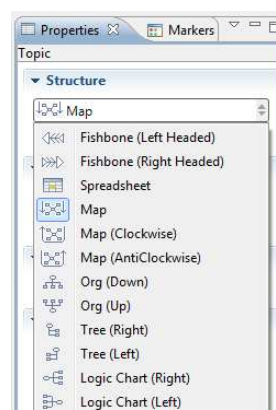 Properties Markers
Topic
Structure
Map
Fishbone (Left Headed)
Fishbone (Right Headed)
Spreadsheet
Map
Map (Clockwise)
Map (AntiClockwise)
Org (Down)
Org (Up)
Tree (Right)
Tree (Left)
Logic Chart (Right)
Logic Chart (Left)